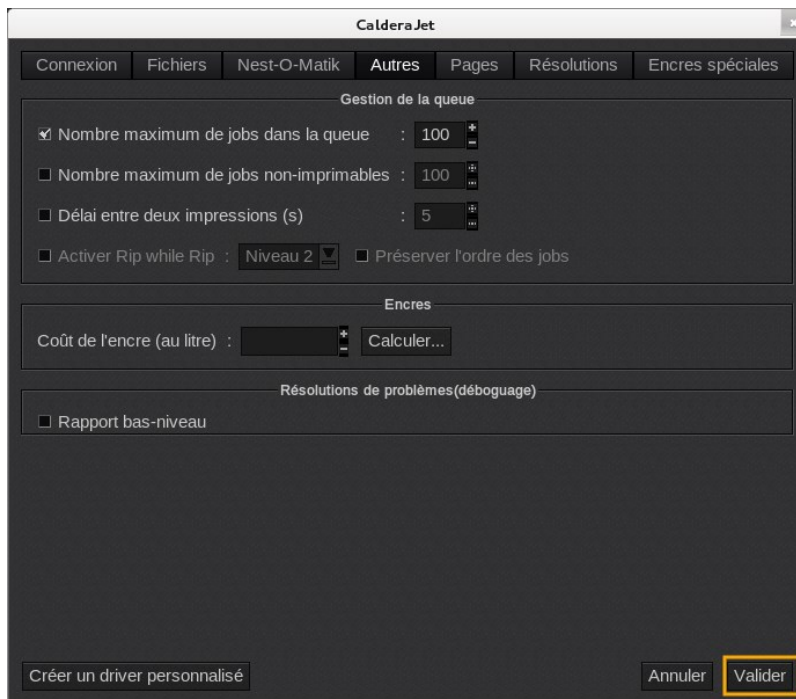 CalderaJet
Connexion Fichiers Nest-O-Matik Autres Pages Résolutions Encres spéciales
Gestion de la queue
Nombre maximum de jobs dans la queue : 100
Nombre maximum de jobs non-imprimables : 100
Délai entre deux impressions (s) : 5
Activer Rip while Rip : Niveau 2 Préserver l'ordre des jobs
Encres
Coût de l'encre (au litre) : Calculer...
Résolutions de problèmes(déboguage)
Rapport bas-niveau
Créer un driver personnalisé Annuler Valider